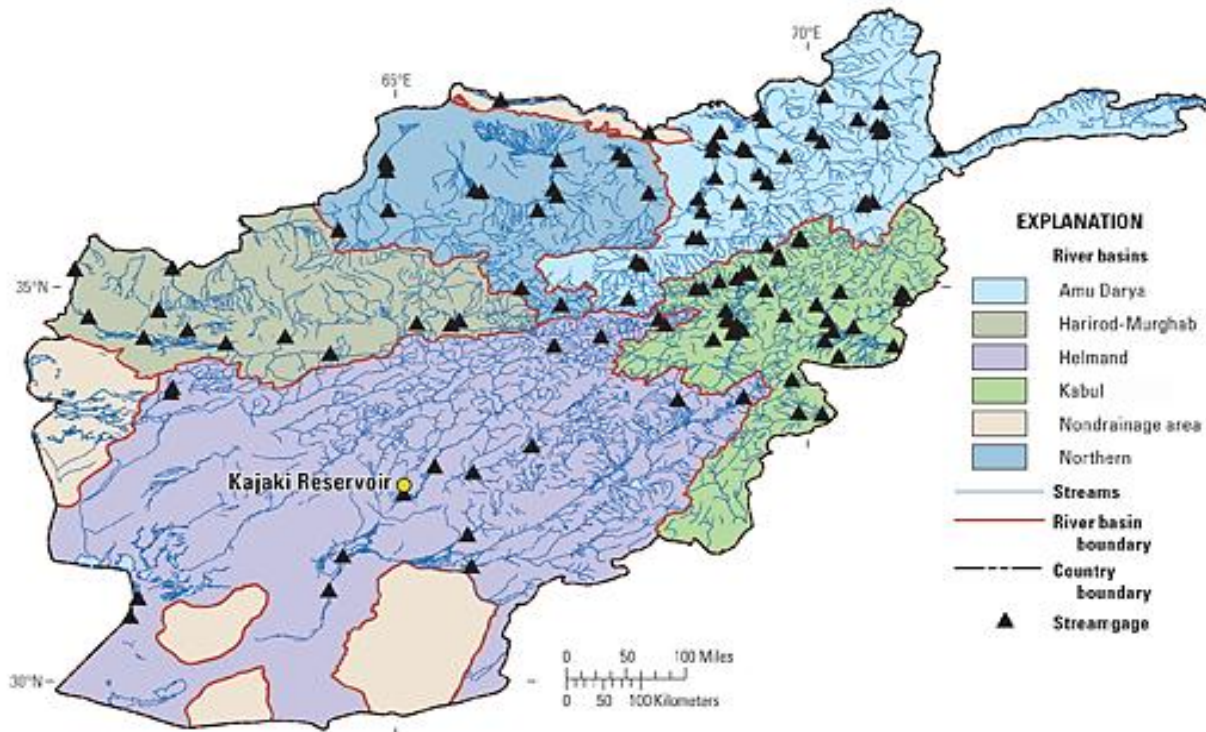 70°E
65°E
35°N
30°N
Kajaki Reservoir
EXPLANATION
River basins
Amu Darya
Harirod-Murghab
Helmand
Kabul
Nondrainage area
Northern
Streams
River basin
boundary
Country
boundary
Streamgage
0 50 100 Miles
0 50 100 Kilometers